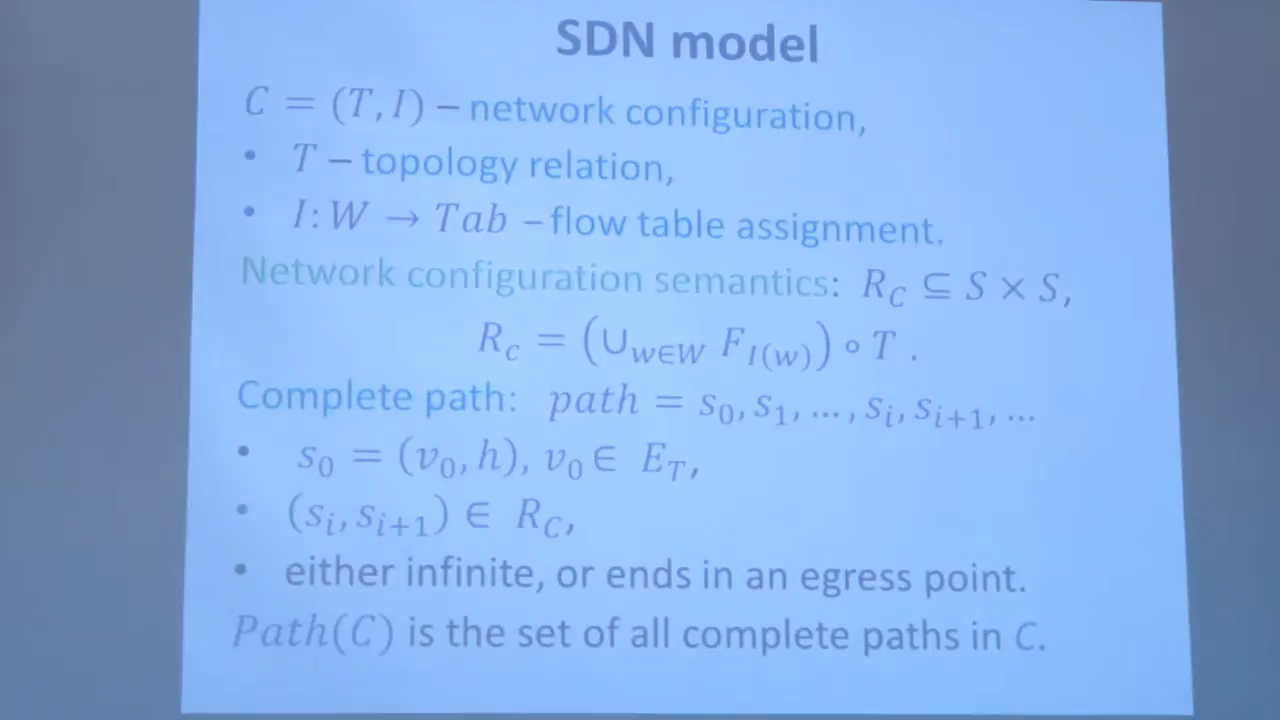 SDN model
C = (T, I) – network configuration,
• T – topology relation,
• I: W → Tab – flow table assignment.
Network configuration semantics: R_C ⊆ S × S,
R_c = (∪_{w∈W} F_{I(w)}) ∘ T .
Complete path: path = s_0, s_1, … , s_i, s_{i+1}, …
• s_0 = (v_0, h), v_0 ∈ E_T,
• (s_i, s_{i+1}) ∈ R_C,
• either infinite, or ends in an egress point.
Path(C) is the set of all complete paths in C.